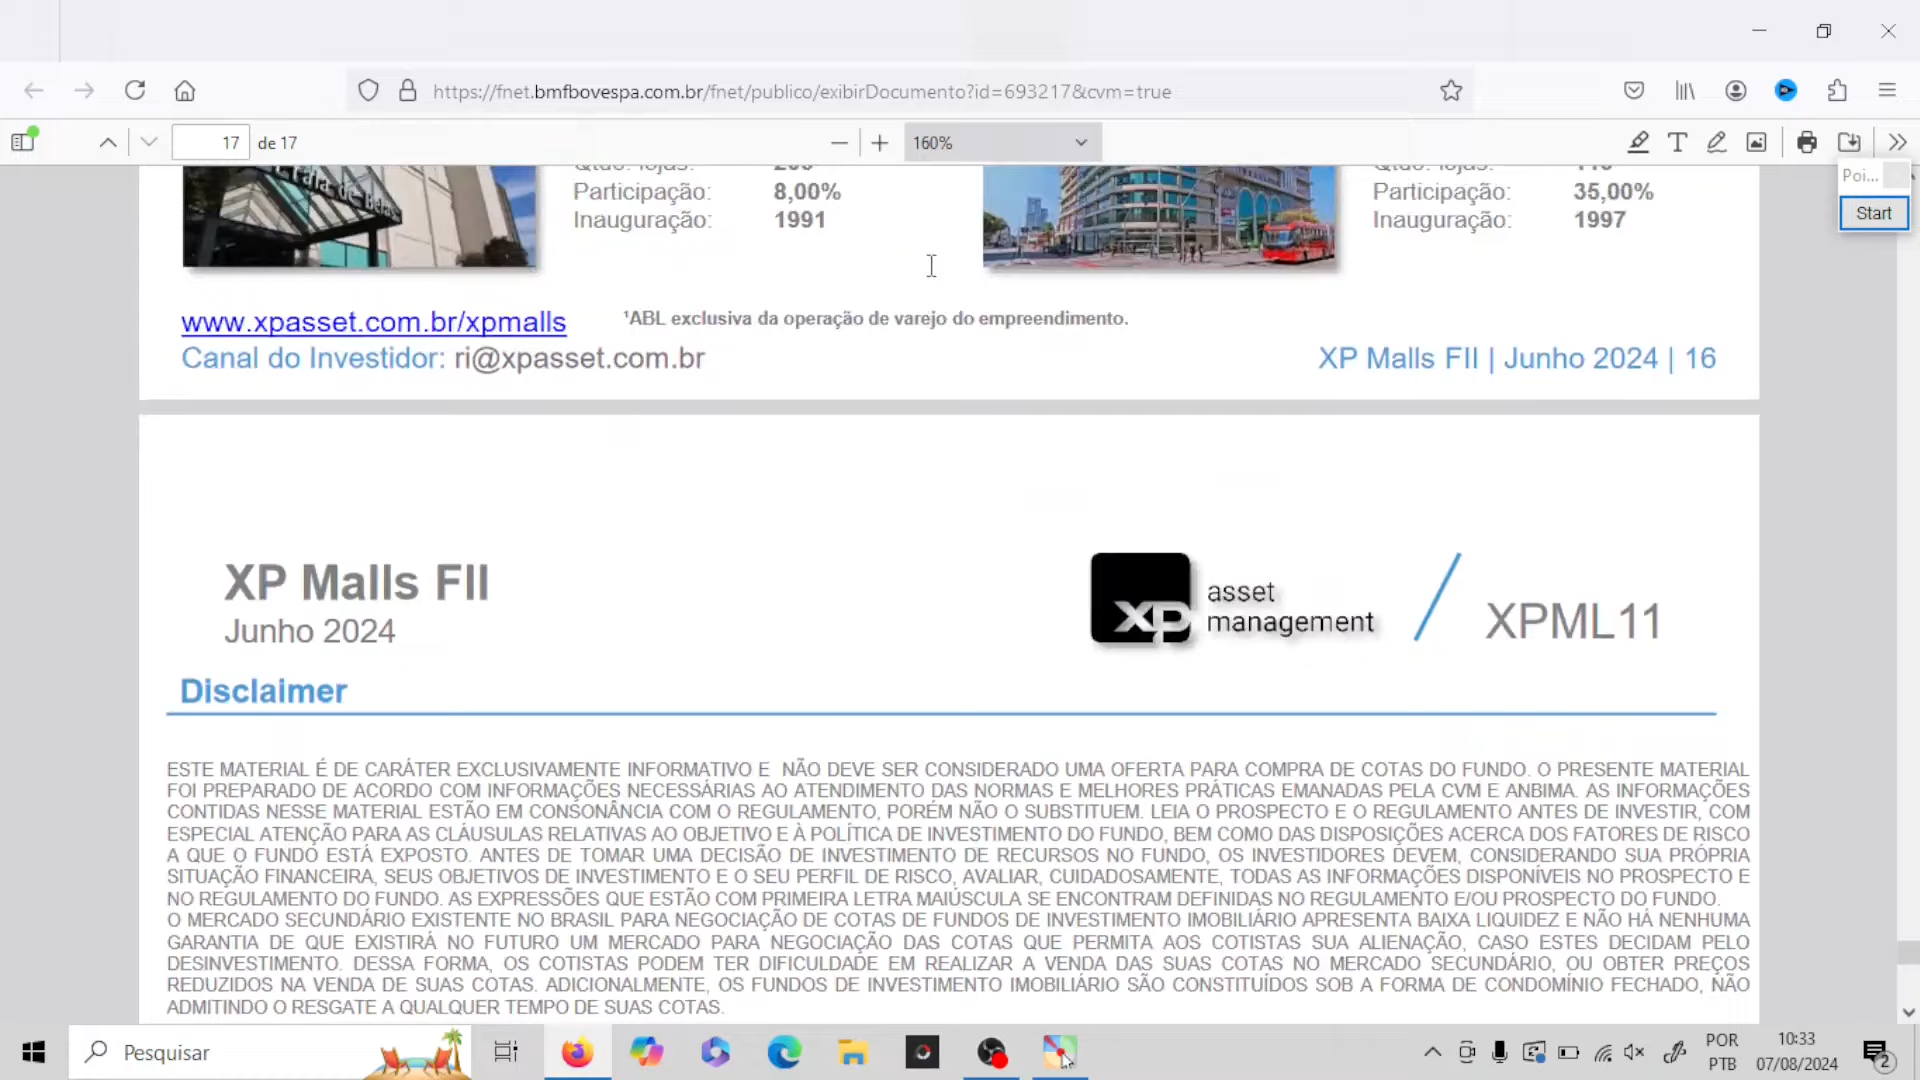 https://fnet.bmfbovespa.com.br/fnet/publico/exibirDocumento?id=693217&cvm=true
17 de 17
160%
Poi...
Start
Praia de Belas
Qtde. lojas:
Participação: 8,00% Participação: 35,00%
Inauguração: 1991 Inauguração: 1997
www.xpasset.com.br/xpmalls ¹ABL exclusiva da operação de varejo do empreendimento.
Canal do Investidor: ri@xpasset.com.br XP Malls FII | Junho 2024 | 16
XP Malls FII
Junho 2024
xp asset
management
XPML11
Disclaimer
ESTE MATERIAL É DE CARÁTER EXCLUSIVAMENTE INFORMATIVO E NÃO DEVE SER CONSIDERADO UMA OFERTA PARA COMPRA DE COTAS DO FUNDO. O PRESENTE MATERIAL
FOI PREPARADO DE ACORDO COM INFORMAÇÕES NECESSÁRIAS AO ATENDIMENTO DAS NORMAS E MELHORES PRÁTICAS EMANADAS PELA CVM E ANBIMA. AS INFORMAÇÕES
CONTIDAS NESSE MATERIAL ESTÃO EM CONSONÂNCIA COM O REGULAMENTO, PORÉM NÃO O SUBSTITUEM. LEIA O PROSPECTO E O REGULAMENTO ANTES DE INVESTIR, COM
ESPECIAL ATENÇÃO PARA AS CLÁUSULAS RELATIVAS AO OBJETIVO E À POLÍTICA DE INVESTIMENTO DO FUNDO, BEM COMO DAS DISPOSIÇÕES ACERCA DOS FATORES DE RISCO
A QUE O FUNDO ESTÁ EXPOSTO. ANTES DE TOMAR UMA DECISÃO DE INVESTIMENTO DE RECURSOS NO FUNDO, OS INVESTIDORES DEVEM, CONSIDERANDO SUA PRÓPRIA
SITUAÇÃO FINANCEIRA, SEUS OBJETIVOS DE INVESTIMENTO E O SEU PERFIL DE RISCO, AVALIAR, CUIDADOSAMENTE, TODAS AS INFORMAÇÕES DISPONÍVEIS NO PROSPECTO E
NO REGULAMENTO DO FUNDO. AS EXPRESSÕES QUE ESTÃO COM PRIMEIRA LETRA MAIÚSCULA SE ENCONTRAM DEFINIDAS NO REGULAMENTO E/OU PROSPECTO DO FUNDO.
O MERCADO SECUNDÁRIO EXISTENTE NO BRASIL PARA NEGOCIAÇÃO DE COTAS DE FUNDOS DE INVESTIMENTO IMOBILIÁRIO APRESENTA BAIXA LIQUIDEZ E NÃO HÁ NENHUMA
GARANTIA DE QUE EXISTIRÁ NO FUTURO UM MERCADO PARA NEGOCIAÇÃO DAS COTAS QUE PERMITA AOS COTISTAS SUA ALIENAÇÃO, CASO ESTES DECIDAM PELO
DESINVESTIMENTO. DESSA FORMA, OS COTISTAS PODEM TER DIFICULDADE EM REALIZAR A VENDA DAS SUAS COTAS NO MERCADO SECUNDÁRIO, OU OBTER PREÇOS
REDUZIDOS NA VENDA DE SUAS COTAS. ADICIONALMENTE, OS FUNDOS DE INVESTIMENTO IMOBILIÁRIO SÃO CONSTITUÍDOS SOB A FORMA DE CONDOMÍNIO FECHADO, NÃO
ADMITINDO O RESGATE A QUALQUER TEMPO DE SUAS COTAS.
Pesquisar
POR
PTB
10:33
07/08/2024
2